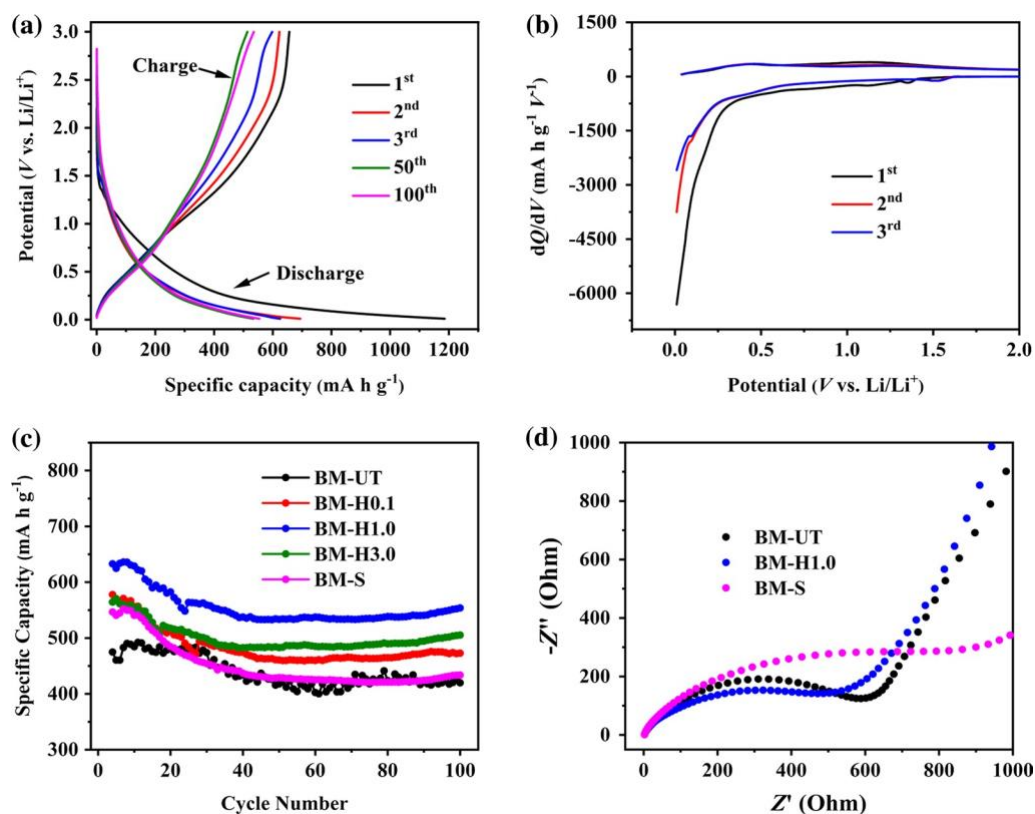 (a)
3.0
2.5
2.0
1.5
1.0
0.5
0.0
Potential (V vs. Li/Li⁺)
Charge
Discharge
1ˢᵗ
2ⁿᵈ
3ʳᵈ
50ᵗʰ
100ᵗʰ
0 200 400 600 800 1000 1200
Specific capacity (mA h g⁻¹)
(b)
1500
0
-1500
-3000
-4500
-6000
dQ/dV (mA h g⁻¹ V⁻¹)
1ˢᵗ
2ⁿᵈ
3ʳᵈ
0.0 0.5 1.0 1.5 2.0
Potential (V vs. Li/Li⁺)
(c)
800
700
600
500
400
300
Specific Capacity (mA h g⁻¹)
BM-UT
BM-H0.1
BM-H1.0
BM-H3.0
BM-S
0 20 40 60 80 100
Cycle Number
(d)
1000
800
600
400
200
0
-Z'' (Ohm)
BM-UT
BM-H1.0
BM-S
0 200 400 600 800 1000
Z' (Ohm)